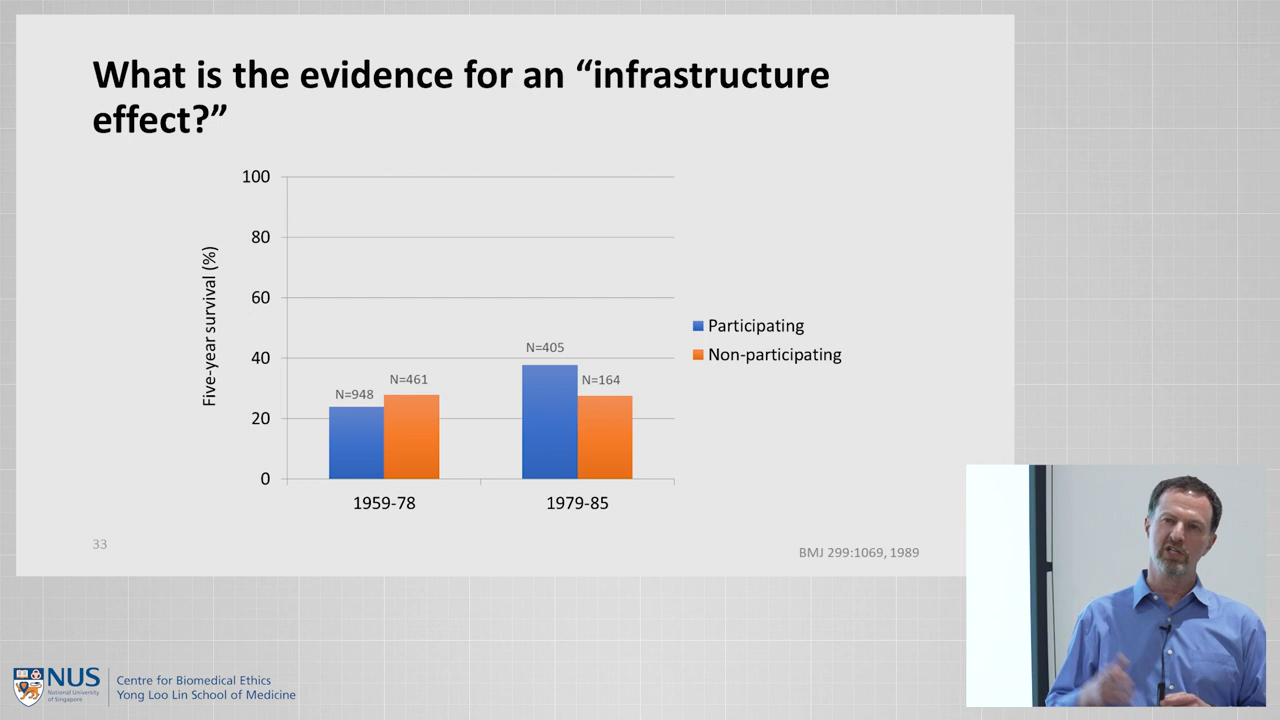 What is the evidence for an “infrastructure
effect?”
100
80
60
40
20
0
Five-year survival (%)
N=948
N=461
N=405
N=164
1959-78
1979-85
Participating
Non-participating
33
BMJ 299:1069, 1989
NUS
National University
of Singapore
Centre for Biomedical Ethics
Yong Loo Lin School of Medicine